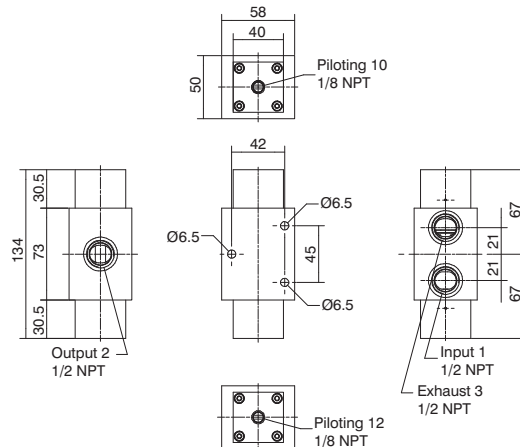 58
40
50
Piloting 10
1/8 NPT
42
30.5
73
134
30.5
Ø6.5
Ø6.5
45
Ø6.5
67
21
21
67
Output 2
1/2 NPT
Input 1
1/2 NPT
Exhaust 3
1/2 NPT
Piloting 12
1/8 NPT